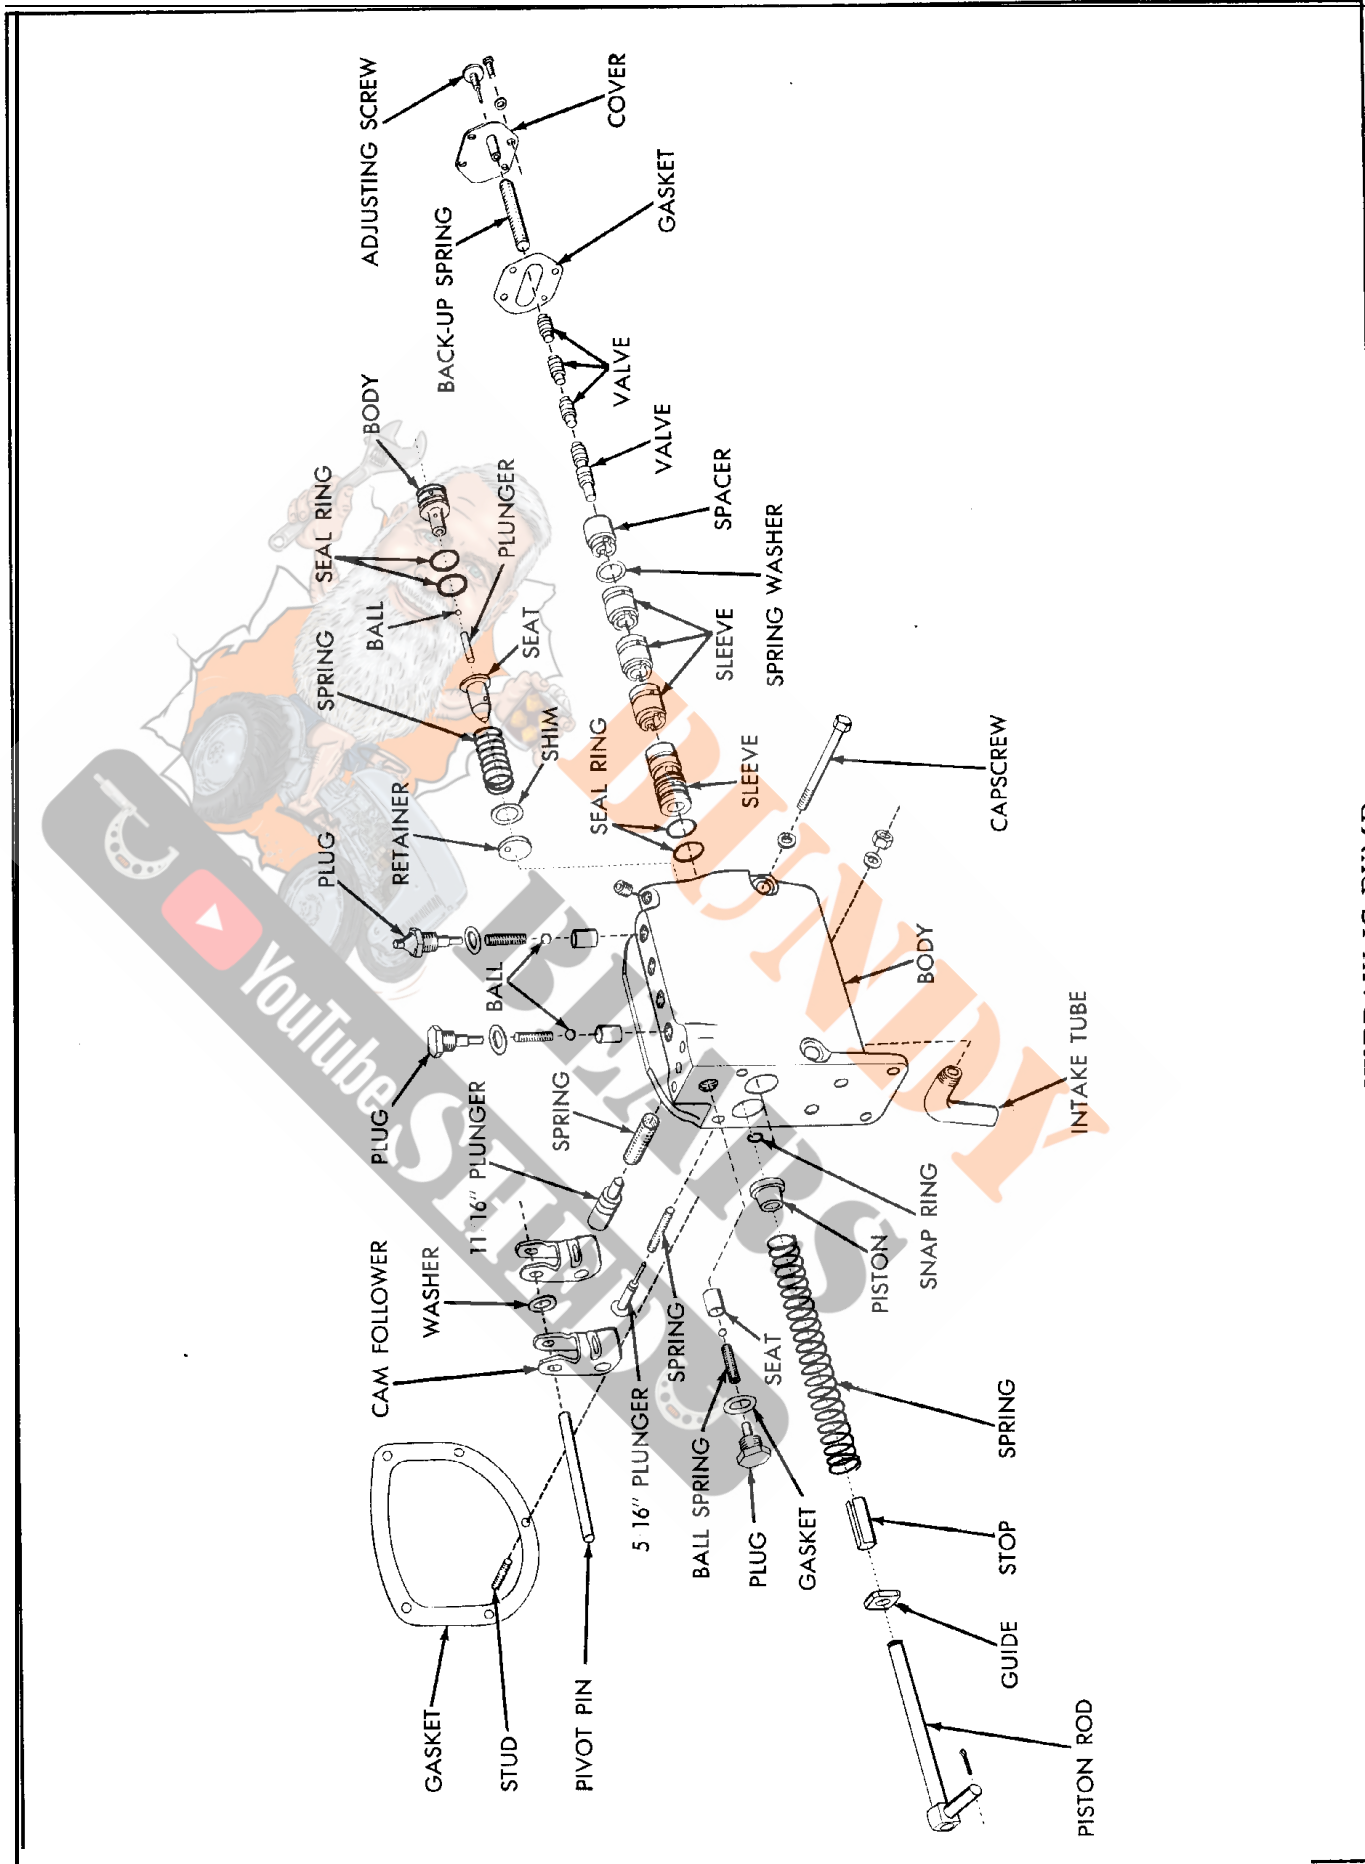 ADJUSTING SCREW
COVER
BACK-UP SPRING
GASKET
BODY
VALVE
SEAL RING
PLUNGER
VALVE
BALL
SPACER
SPRING
SEAT
SPRING WASHER
SHIM
SLEEVE
PLUG
RETAINER
SEAL RING
SLEEVE
CAPSCREW
BALL
BODY
PLUG
SPRING
INTAKE TUBE
11 16" PLUNGER
SNAP RING
PISTON
CAM FOLLOWER
WASHER
SPRING
SEAT
SPRING
5 16" PLUNGER
BALL SPRING
PLUG
GASKET
STOP
GUIDE
GASKET
STUD
PIVOT PIN
PISTON ROD
YouTube
BUNDY
BEARS
SHED